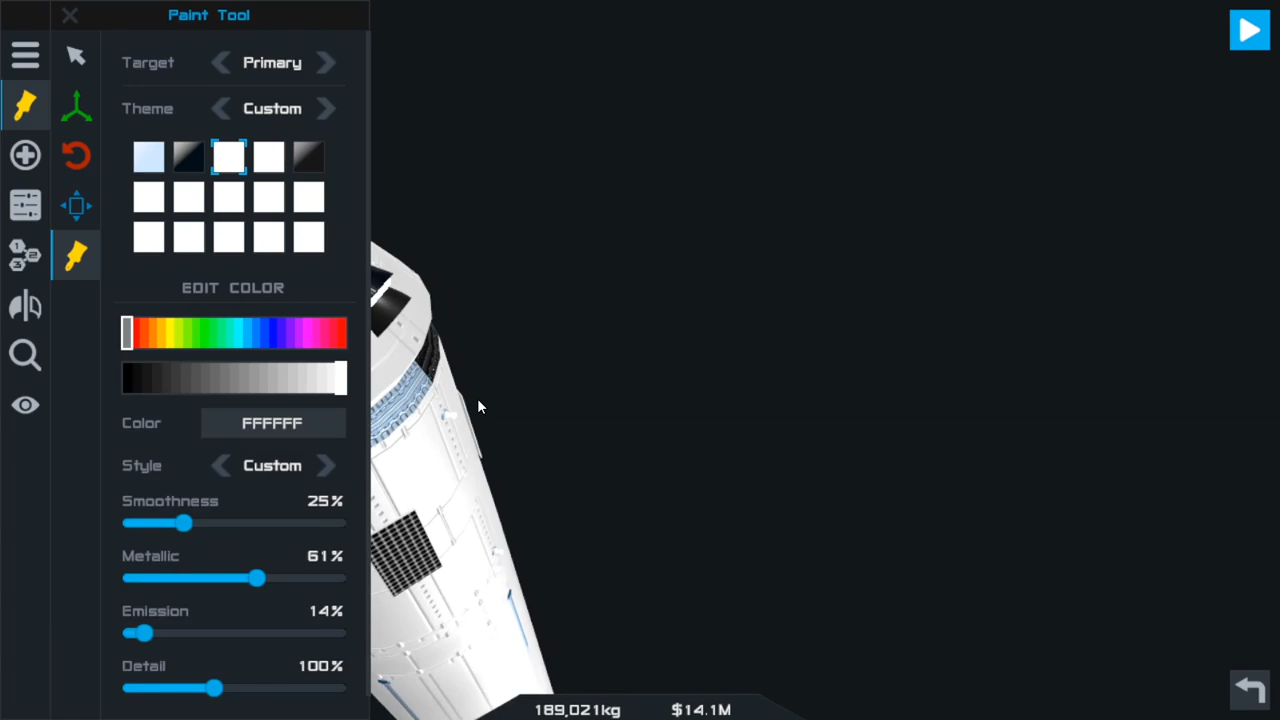 Paint Tool
Target Primary
Theme Custom
EDIT COLOR
Color FFFFFF
Style Custom
Smoothness 25%
Metallic 61%
Emission 14%
Detail 100%
189,021kg $14.1M